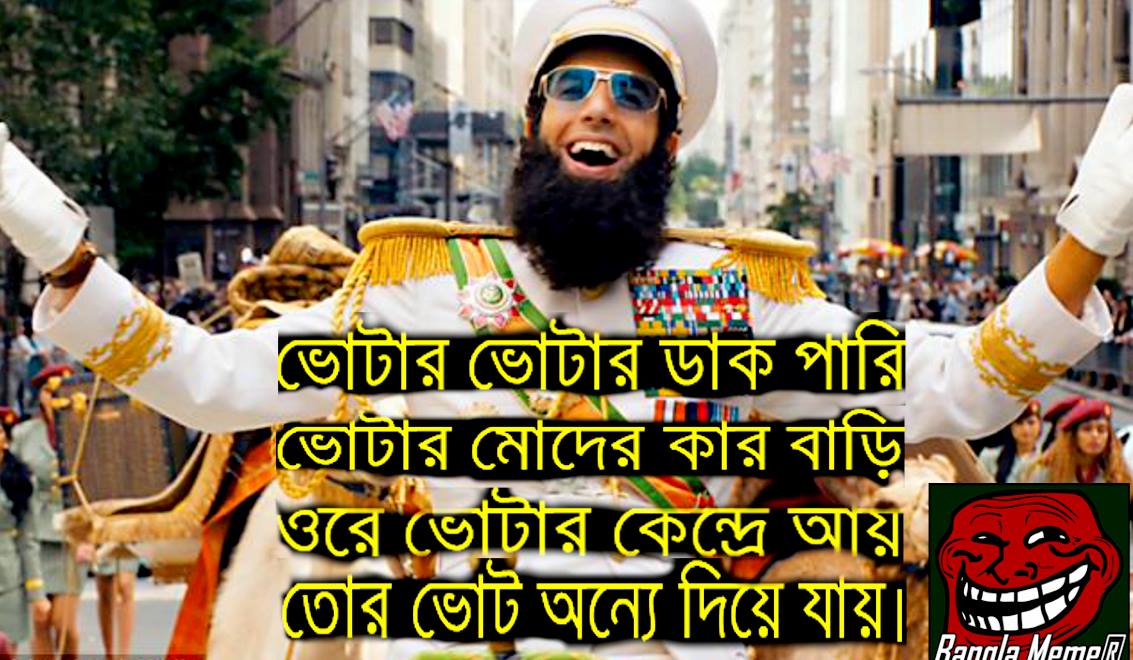 ভোটার ভোটার ডাক পারি
ভোটার মোদের কার বাড়ি
ওরে ভোটার কেন্দ্রে আয়
তোর ভোট অন্যে দিয়ে যায়।
Bangla Meme®